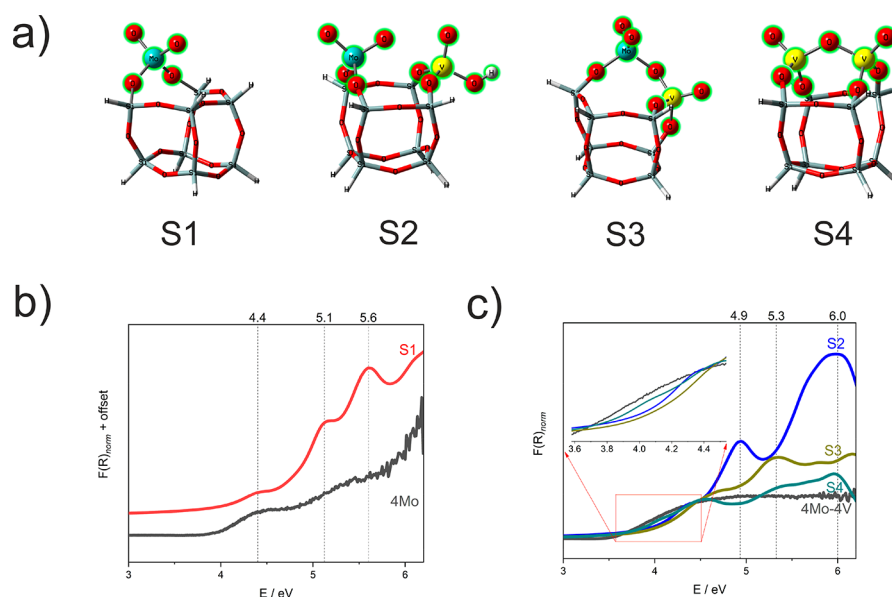 a)
S1
S2
S3
S4
b)
4.4
5.1
5.6
S1
4Mo
F(R)norm + offset
3
4
5
6
E / eV
c)
4.9
5.3
6.0
S2
S3
S4
4Mo-4V
3.6
3.8
4.0
4.2
4.4
F(R)norm
3
4
5
6
E / eV